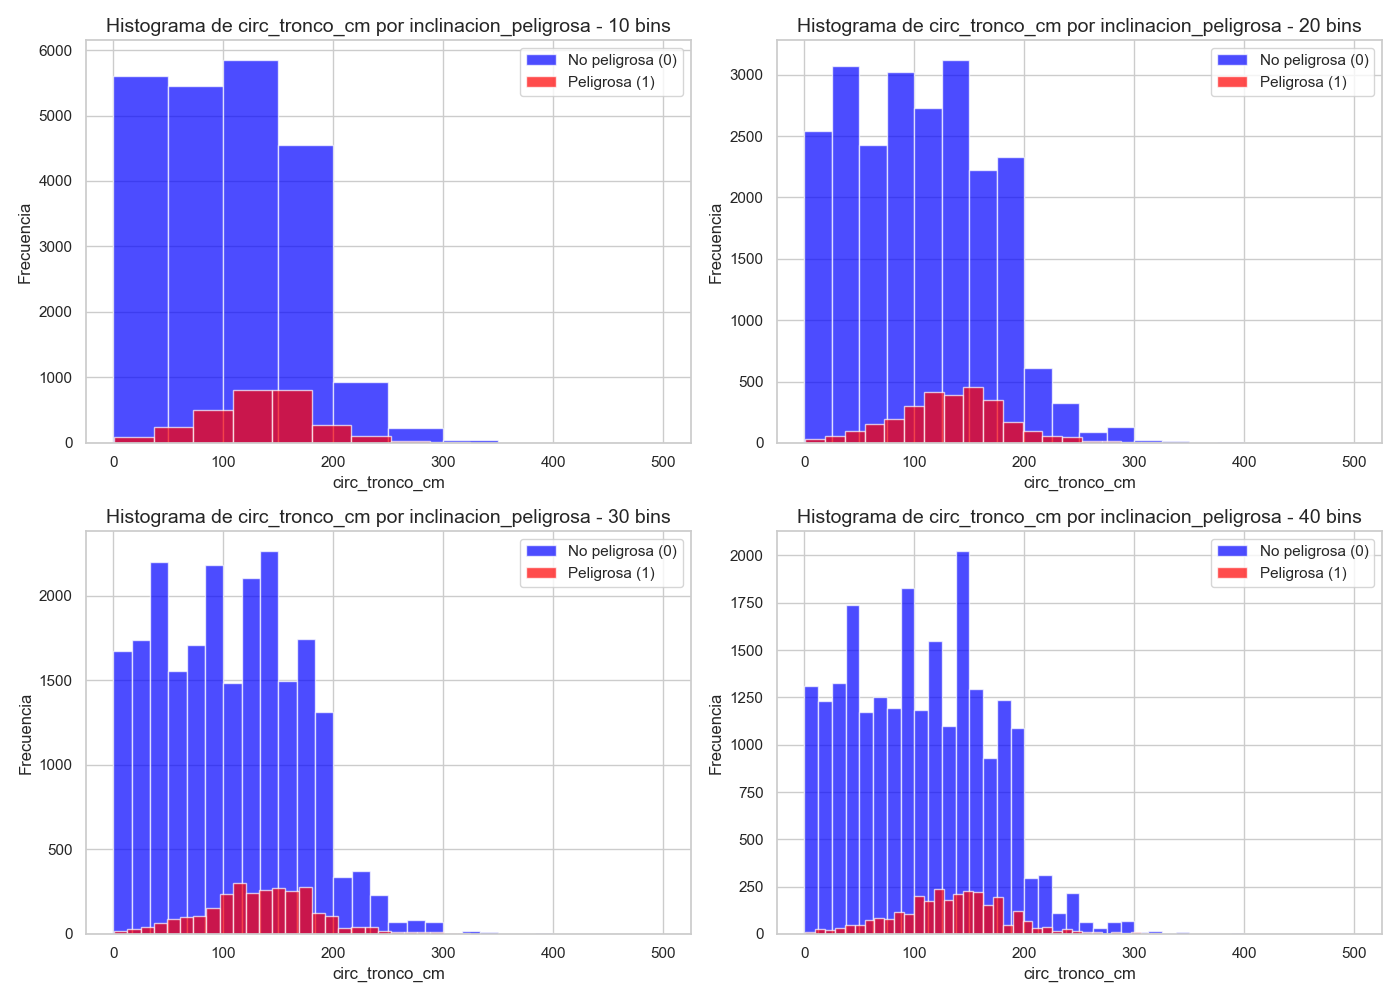 Histograma de circ_tronco_cm por inclinacion_peligrosa - 10 bins
No peligrosa (0)
Peligrosa (1)
6000
5000
4000
3000
2000
1000
0
Frecuencia
0 100 200 300 400 500
circ_tronco_cm
Histograma de circ_tronco_cm por inclinacion_peligrosa - 20 bins
No peligrosa (0)
Peligrosa (1)
3000
2500
2000
1500
1000
500
0
Frecuencia
0 100 200 300 400 500
circ_tronco_cm
Histograma de circ_tronco_cm por inclinacion_peligrosa - 30 bins
No peligrosa (0)
Peligrosa (1)
2000
1500
1000
500
0
Frecuencia
0 100 200 300 400 500
circ_tronco_cm
Histograma de circ_tronco_cm por inclinacion_peligrosa - 40 bins
No peligrosa (0)
Peligrosa (1)
2000
1750
1500
1250
1000
750
500
250
0
Frecuencia
0 100 200 300 400 500
circ_tronco_cm